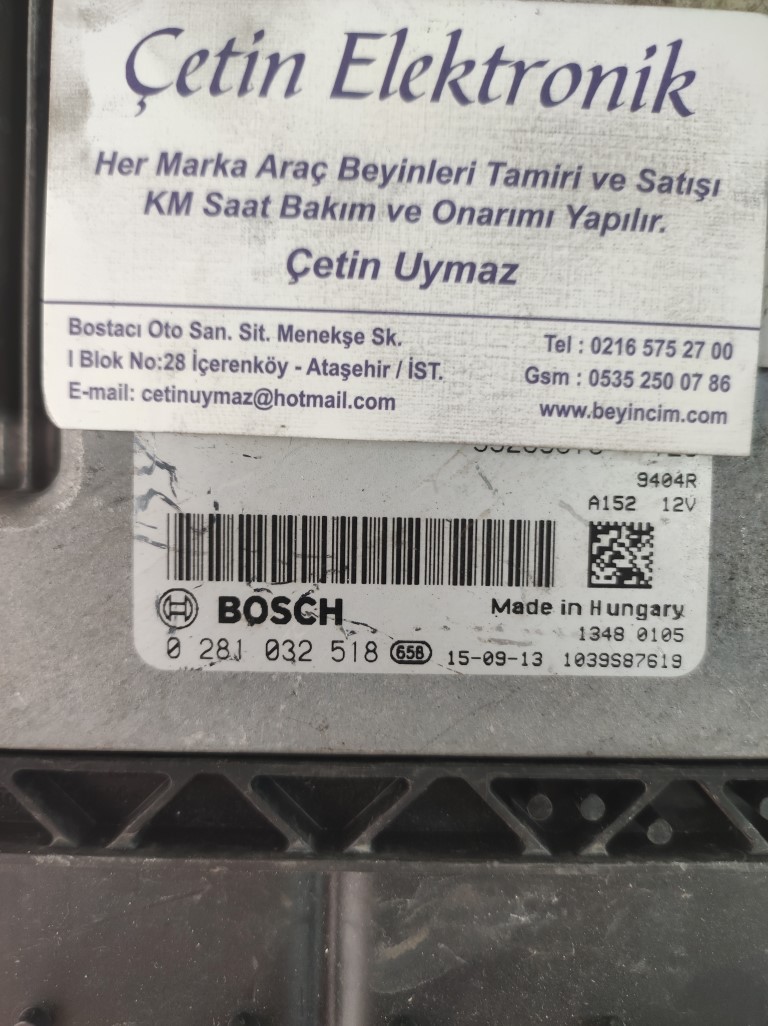 Çetin Elektronik
Her Marka Araç Beyinleri Tamiri ve Satışı
KM Saat Bakım ve Onarımı Yapılır.
Çetin Uymaz
Bostacı Oto San. Sit. Menekşe Sk.
I Blok No:28 İçerenköy - Ataşehir / İST.
E-mail: cetinuymaz@hotmail.com
Tel : 0216 575 27 00
Gsm : 0535 250 07 86
www.beyincim.com
9404R
A152 12V
BOSCH
Made in Hungary
1348 0105
0 281 032 518 658 15-09-13 1039S87619